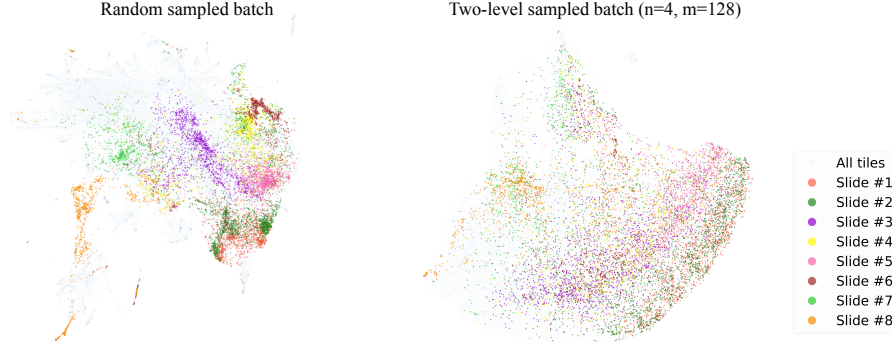 Random sampled batch
Two-level sampled batch (n=4, m=128)
All tiles
Slide #1
Slide #2
Slide #3
Slide #4
Slide #5
Slide #6
Slide #7
Slide #8